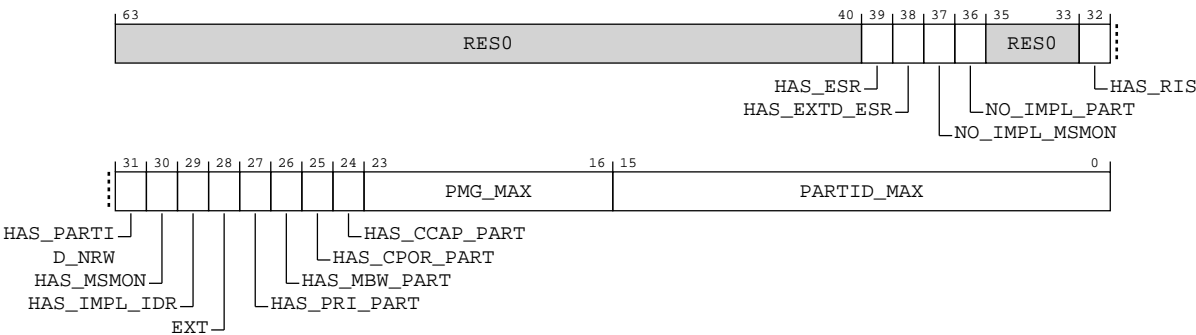 63 40 39 38 37 36 35 33 32
RES0 RES0
HAS_ESR HAS_RIS
HAS_EXTD_ESR NO_IMPL_PART
NO_IMPL_MSMON
31 30 29 28 27 26 25 24 23 16 15 0
PMG_MAX PARTID_MAX
HAS_PARTI HAS_CCAP_PART
D_NRW HAS_CPOR_PART
HAS_MSMON HAS_MBW_PART
HAS_IMPL_IDR HAS_PRI_PART
EXT